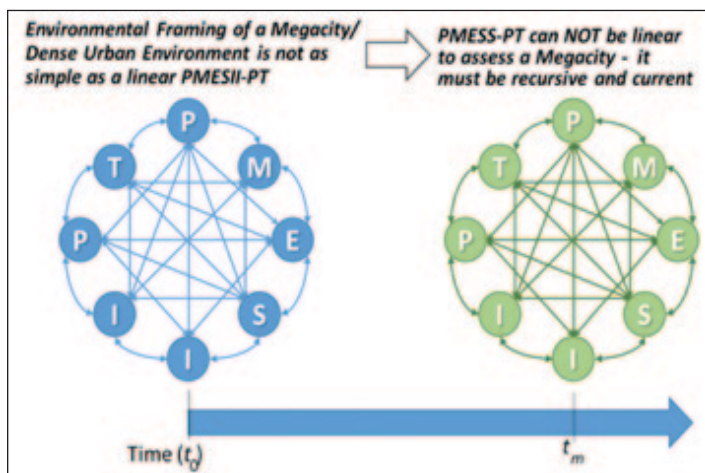 Environmental Framing of a Megacity/
Dense Urban Environment is not as
simple as a linear PMESII-PT
PMESS-PT can NOT be linear
to assess a Megacity - it
must be recursive and current
P
M
E
S
I
I
P
T
P
M
E
S
I
I
P
T
Time (t0)
tm